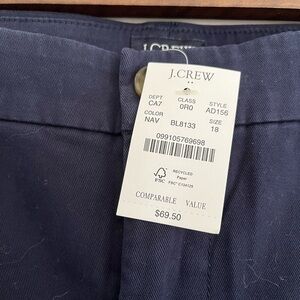 J.CREW
J.CREW
DEPT CLASS STYLE
CA7 0R0 AD156
COLOR SIZE
NAV BL8133 18
099105769698
FSC
RECYCLED
Paper
COMPARABLE VALUE
$69.50